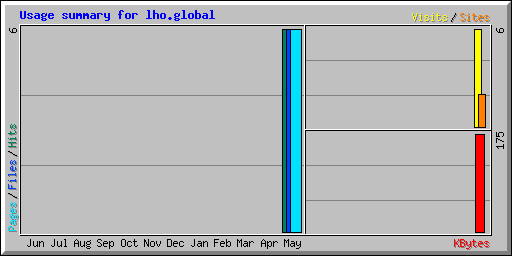 Usage summary for lho.global
Visits/Sites
6
6
Pages/Files/Hits
175
Jun Jul Aug Sep Oct Nov Dec Jan Feb Mar Apr May
KBytes